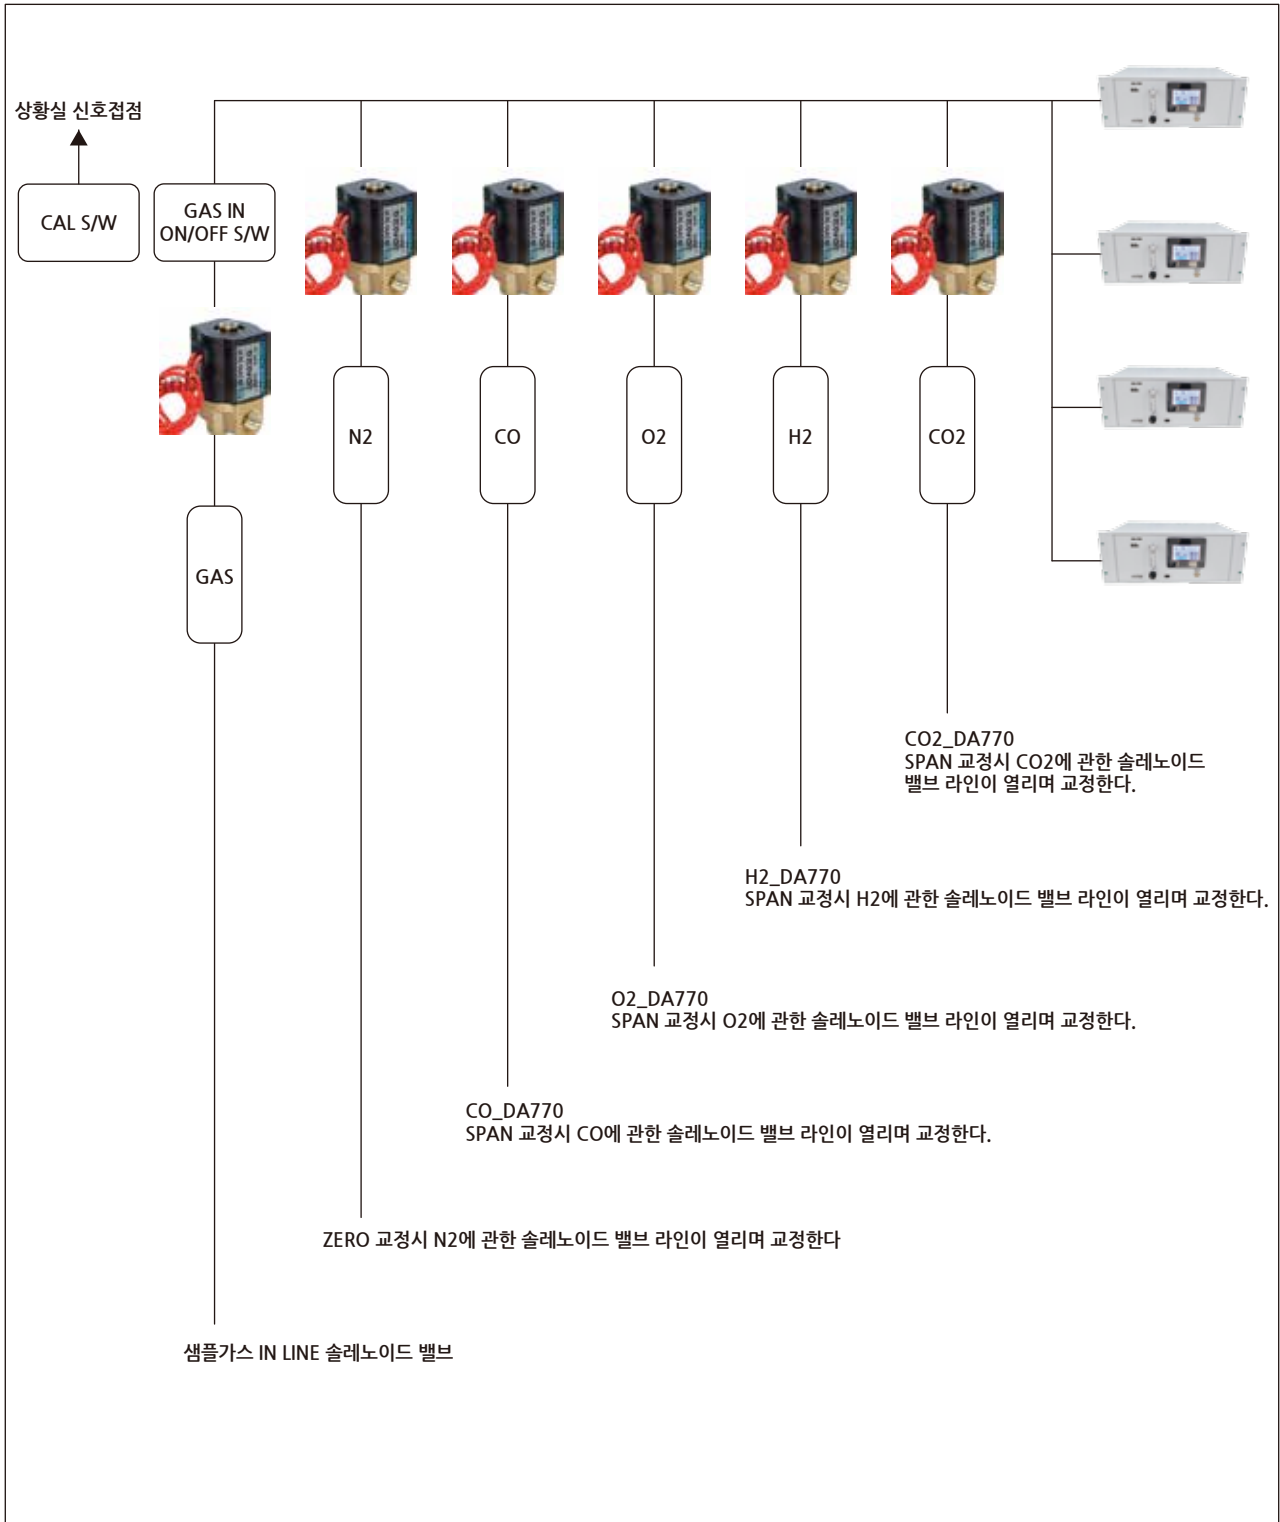 상황실 신호접점
CAL S/W
GAS IN
ON/OFF S/W
N2
CO
O2
H2
CO2
GAS
CO2_DA770
SPAN 교정시 CO2에 관한 솔레노이드
밸브 라인이 열리며 교정한다.
H2_DA770
SPAN 교정시 H2에 관한 솔레노이드 밸브 라인이 열리며 교정한다.
O2_DA770
SPAN 교정시 O2에 관한 솔레노이드 밸브 라인이 열리며 교정한다.
CO_DA770
SPAN 교정시 CO에 관한 솔레노이드 밸브 라인이 열리며 교정한다.
ZERO 교정시 N2에 관한 솔레노이드 밸브 라인이 열리며 교정한다
샘플가스 IN LINE 솔레노이드 밸브